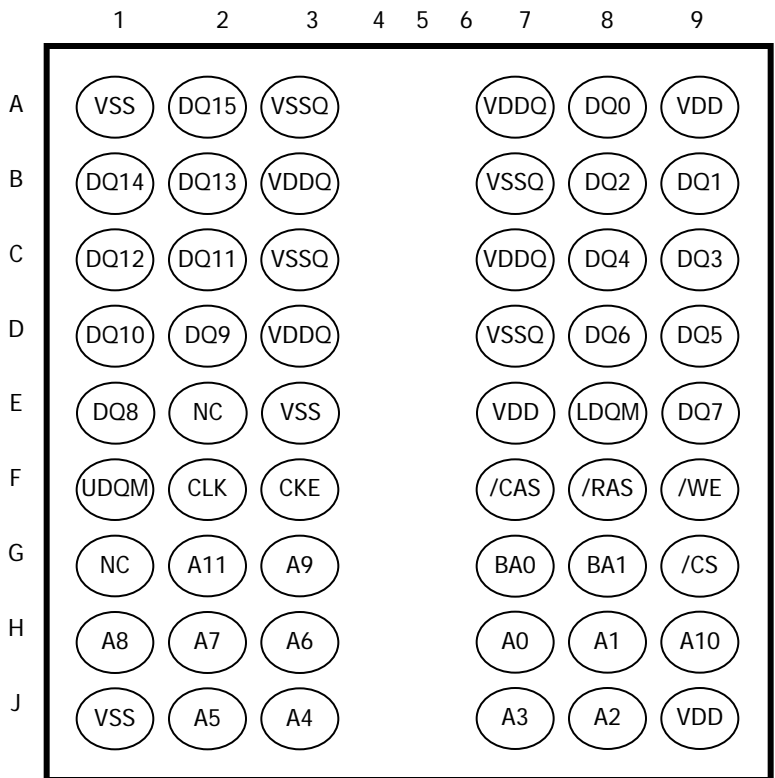 1 2 3 4 5 6 7 8 9
A VSS DQ15 VSSQ VDDQ DQ0 VDD
B DQ14 DQ13 VDDQ VSSQ DQ2 DQ1
C DQ12 DQ11 VSSQ VDDQ DQ4 DQ3
D DQ10 DQ9 VDDQ VSSQ DQ6 DQ5
E DQ8 NC VSS VDD LDQM DQ7
F UDQM CLK CKE /CAS /RAS /WE
G NC A11 A9 BA0 BA1 /CS
H A8 A7 A6 A0 A1 A10
J VSS A5 A4 A3 A2 VDD